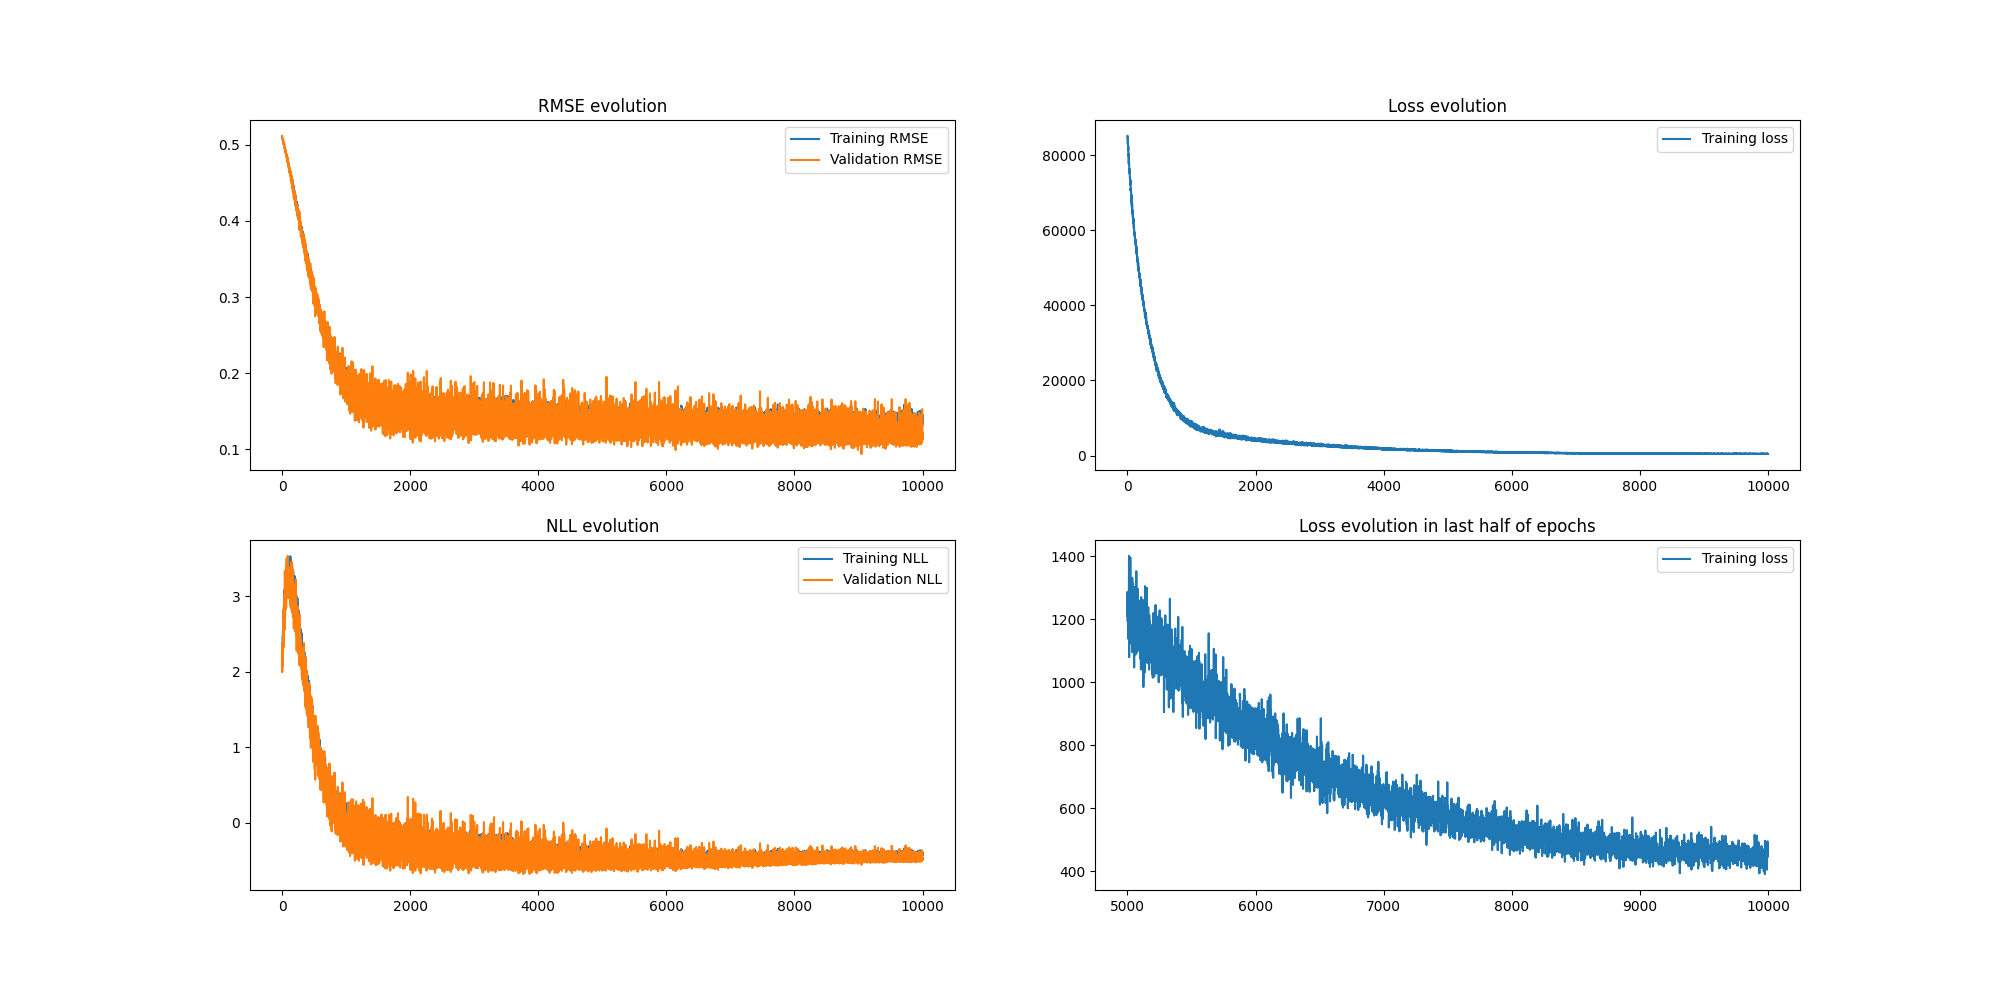 RMSE evolution
Training RMSE
Validation RMSE
0.5
0.4
0.3
0.2
0.1
0 2000 4000 6000 8000 10000
Loss evolution
Training loss
80000
60000
40000
20000
0
0 2000 4000 6000 8000 10000
NLL evolution
Training NLL
Validation NLL
3
2
1
0
0 2000 4000 6000 8000 10000
Loss evolution in last half of epochs
Training loss
1400
1200
1000
800
600
400
5000 6000 7000 8000 9000 10000